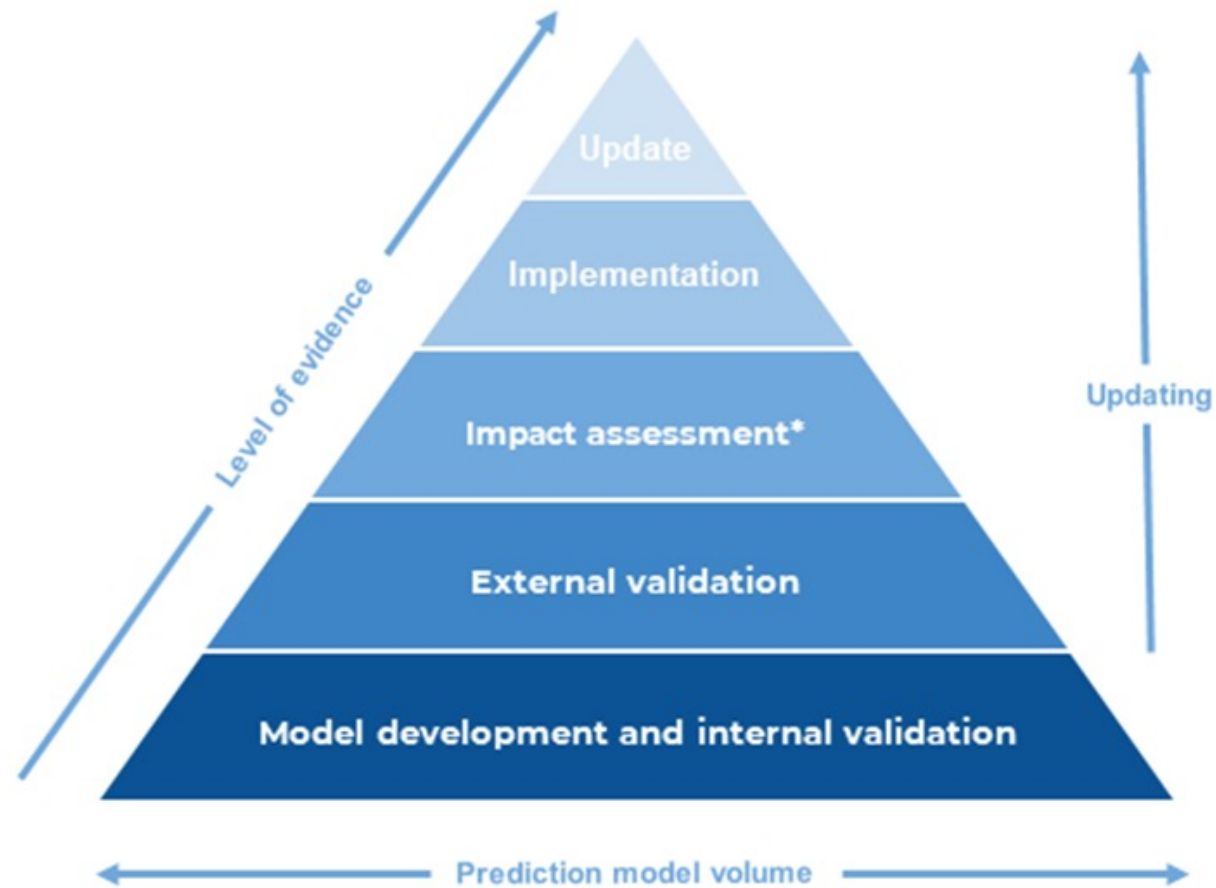 Update
Implementation
Level of evidence
Updating
Impact assessment*
External validation
Model development and internal validation
Prediction model volume